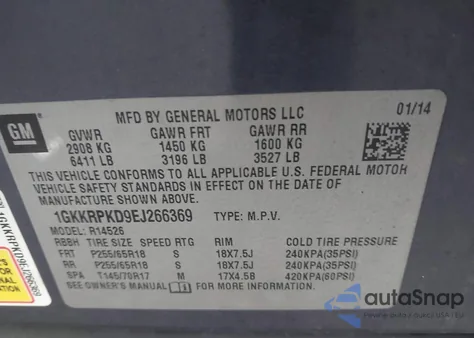 GM
MFD BY GENERAL MOTORS LLC
01/14
GVWR GAWR FRT GAWR RR
2908 KG 1450 KG 1600 KG
6411 LB 3196 LB 3527 LB
THIS VEHICLE CONFORMS TO ALL APPLICABLE U.S. FEDERAL MOTOR
VEHICLE SAFETY STANDARDS IN EFFECT ON THE DATE OF
MANUFACTURE SHOWN ABOVE.
1GKKRPKD9EJ266369 TYPE: M.P.V.
MODEL: R14526
RBBH TIRE SIZE SPEED RTG RIM COLD TIRE PRESSURE
FRT P255/65R18 S 18X7.5J 240KPA(35PSI)
RR P255/65R18 S 18X7.5J 240KPA(35PSI)
SPA T145/70R17 M 17X4.5B 420KPA(60PSI)
SEE OWNER'S MANUAL FOR MORE INFORMATION.
1GKKRPKD9EJ266369
autoSnap